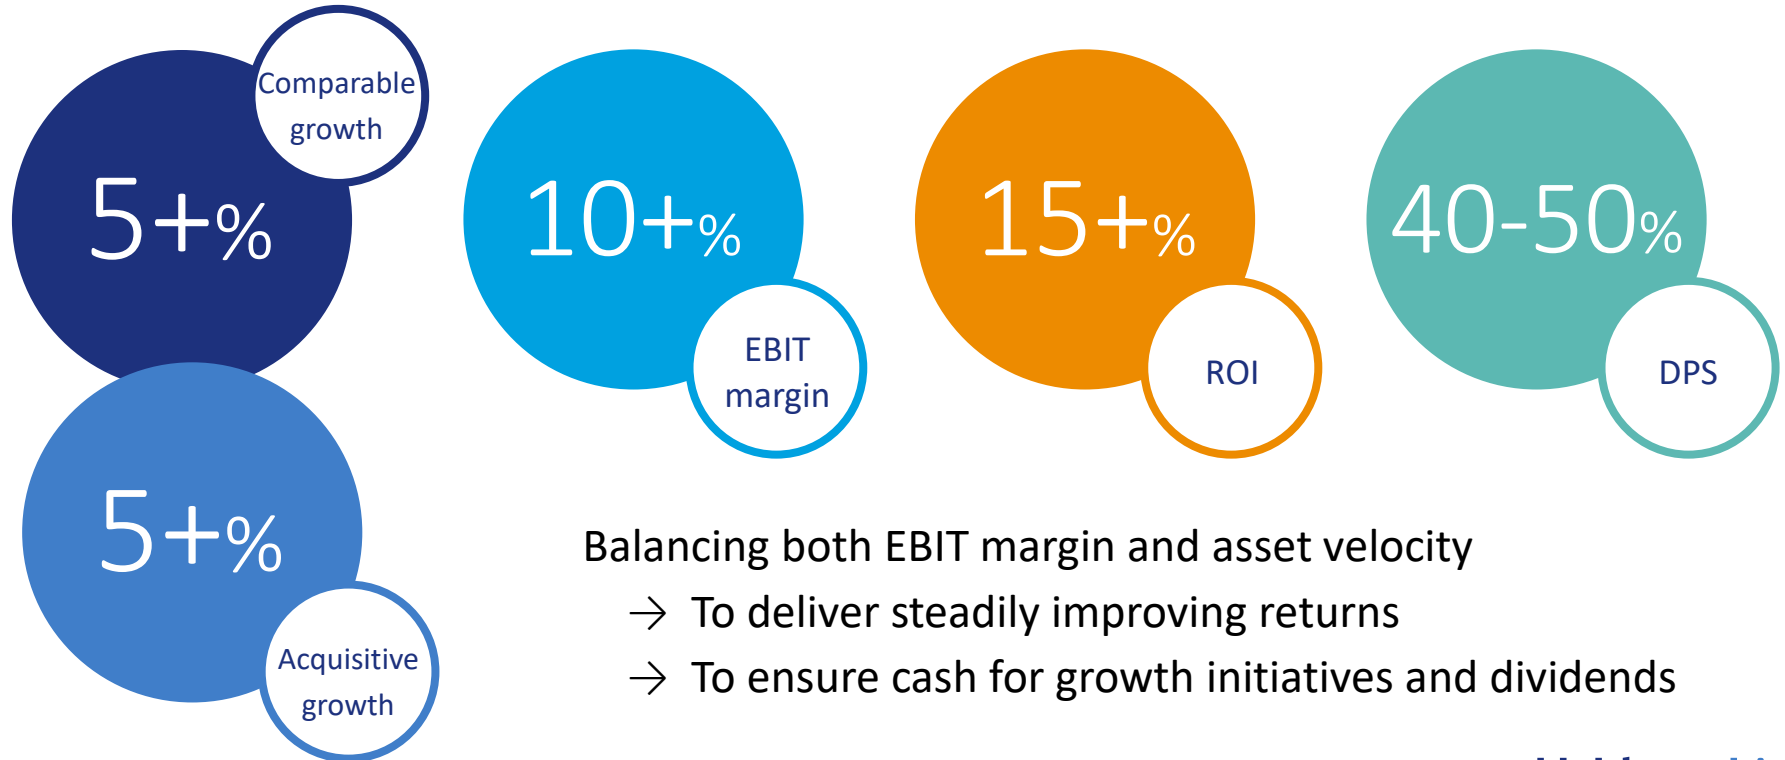 Comparable
growth
5+%
10+%
EBIT
margin
15+%
ROI
40-50%
DPS
5+%
Acquisitive
growth
Balancing both EBIT margin and asset velocity
→ To deliver steadily improving returns
→ To ensure cash for growth initiatives and dividends